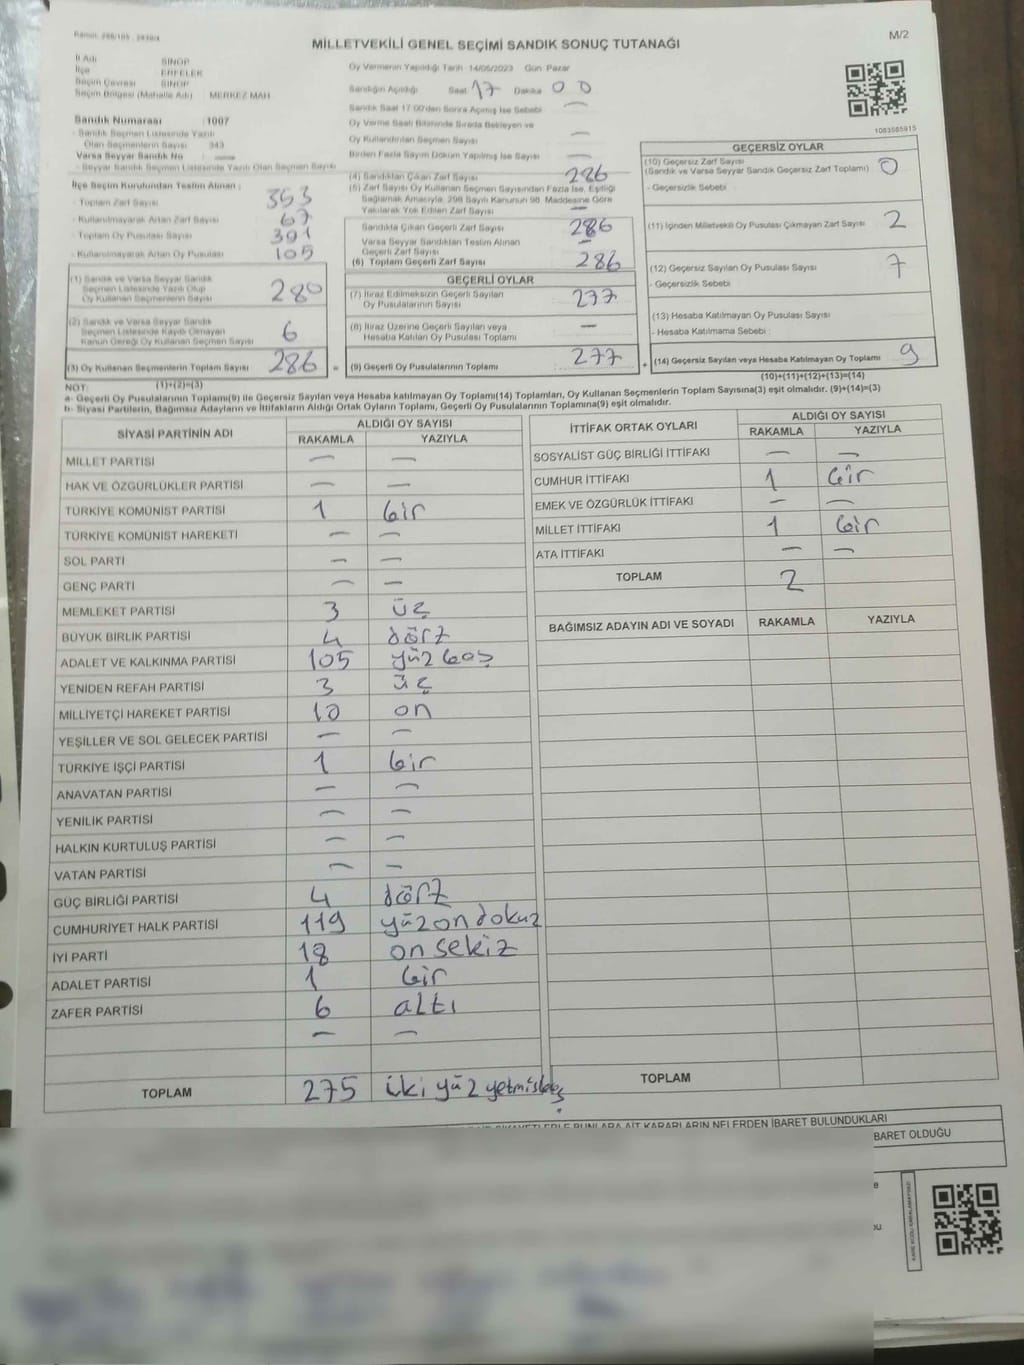 MİLLETVEKİLİ GENEL SEÇİMİ SANDIK SONUÇ TUTANAĞI
M/2
İl Adı SİNOP
İlçe ERFELEK
Seçim Çevresi SİNOP
Seçim Bölgesi (Mahalle Adı) MERKEZ MAH
Sandık Numarası :1007
- Sandık Seçmen Listesinde Yazılı
Olan Seçmenlerin Sayısı 343
Varsa Seyyar Sandık No :
- Seyyar Sandık Seçmen Listesinde Yazılı Olan Seçmen Sayısı
İlçe Seçim Kurulundan Teslim Alınan :
- Toplam Zarf Sayısı 353
- Kullanılmayarak Artan Zarf Sayısı 67
- Toplam Oy Pusulası Sayısı 391
- Kullanılmayarak Artan Oy Pusulası 105
(1) Sandık ve Varsa Seyyar Sandık
Seçmen Listesinde Yazılı Olup
Oy Kullanan Seçmenlerin Sayısı 280
(2) Sandık ve Varsa Seyyar Sandık
Seçmen Listesinde Kayıtlı Olmayan
Kanun Gereği Oy Kullanan Seçmen Sayısı 6
(3) Oy Kullanan Seçmenlerin Toplam Sayısı 286
(1)+(2)=(3)
Oy Vermenin Yapıldığı Tarih :14/05/2023 Gün: Pazar
Sandığın Açıldığı Saat 17 Dakika 00
Sandık Saat 17:00'den Sonra Açılmış İse Sebebi —
Oy Verme Saati Bitiminde Sırada Bekleyen ve
Oy Kullandırılan Seçmen Sayısı —
Birden Fazla Sayım Döküm Yapılmış İse Sayısı —
(4) Sandıktan Çıkan Zarf Sayısı 286
(5) Zarf Sayısı Oy Kullanan Seçmen Sayısından Fazla İse, Eşitliği
Sağlamak Amacıyla, 298 Sayılı Kanunun 98. Maddesine Göre
Yakılarak Yok Edilen Zarf Sayısı —
Sandıkta Çıkan Geçerli Zarf Sayısı 286
Varsa Seyyar Sandıktan Teslim Alınan
Geçerli Zarf Sayısı —
(6) Toplam Geçerli Zarf Sayısı 286
GEÇERLİ OYLAR
(7) İtiraz Edilmeksizin Geçerli Sayılan
Oy Pusulalarının Sayısı 277
(8) İtiraz Üzerine Geçerli Sayılan veya
Hesaba Katılan Oy Pusulası Toplamı —
= (9) Geçerli Oy Pusulalarının Toplamı 277
1083585915
GEÇERSİZ OYLAR
(10) Geçersiz Zarf Sayısı
(Sandık ve Varsa Seyyar Sandık Geçersiz Zarf Toplamı) 0
- Geçersizlik Sebebi :
(11) İçinden Milletvekili Oy Pusulası Çıkmayan Zarf Sayısı 2
(12) Geçersiz Sayılan Oy Pusulası Sayısı 7
- Geçersizlik Sebebi :
(13) Hesaba Katılmayan Oy Pusulası Sayısı
- Hesaba Katılmama Sebebi :
+ (14) Geçersiz Sayılan veya Hesaba Katılmayan Oy Toplamı 9
(10)+(11)+(12)+(13)=(14)
NOT:
a- Geçerli Oy Pusulalarının Toplamı(9) ile Geçersiz Sayılan veya Hesaba katılmayan Oy Toplamı(14) Toplamları, Oy Kullanan Seçmenlerin Toplam Sayısına(3) eşit olmalıdır. (9)+(14)=(3)
b- Siyasi Partilerin, Bağımsız Adayların ve İttifakların Aldığı Ortak Oyların Toplamı, Geçerli Oy Pusulalarının Toplamına(9) eşit olmalıdır.
SİYASİ PARTİNİN ADI ALDIĞI OY SAYISI
RAKAMLA YAZIYLA
MİLLET PARTİSİ — —
HAK VE ÖZGÜRLÜKLER PARTİSİ — —
TÜRKİYE KOMÜNİST PARTİSİ 1 bir
TÜRKİYE KOMÜNİST HAREKETİ — —
SOL PARTİ — —
GENÇ PARTİ — —
MEMLEKET PARTİSİ 3 üç
BÜYÜK BİRLİK PARTİSİ 4 dört
ADALET VE KALKINMA PARTİSİ 105 yüz beş
YENİDEN REFAH PARTİSİ 3 üç
MİLLİYETÇİ HAREKET PARTİSİ 10 on
YEŞİLLER VE SOL GELECEK PARTİSİ — —
TÜRKİYE İŞÇİ PARTİSİ 1 bir
ANAVATAN PARTİSİ — —
YENİLİK PARTİSİ — —
HALKIN KURTULUŞ PARTİSİ — —
VATAN PARTİSİ — —
GÜÇ BİRLİĞİ PARTİSİ 4 dört
CUMHURİYET HALK PARTİSİ 119 yüz on dokuz
İYİ PARTİ 18 on sekiz
ADALET PARTİSİ 1 bir
ZAFER PARTİSİ 6 altı
— —
TOPLAM 275 iki yüz yetmişbeş
İTTİFAK ORTAK OYLARI ALDIĞI OY SAYISI
RAKAMLA YAZIYLA
SOSYALİST GÜÇ BİRLİĞİ İTTİFAKI — —
CUMHUR İTTİFAKI 1 bir
EMEK VE ÖZGÜRLÜK İTTİFAKI — —
MİLLET İTTİFAKI 1 bir
ATA İTTİFAKI — —
TOPLAM 2
BAĞIMSIZ ADAYIN ADI VE SOYADI RAKAMLA YAZIYLA
TOPLAM
BUNLARA AİT KARARLARIN NELERDEN İBARET BULUNDUKLARI
BARET OLDUĞU